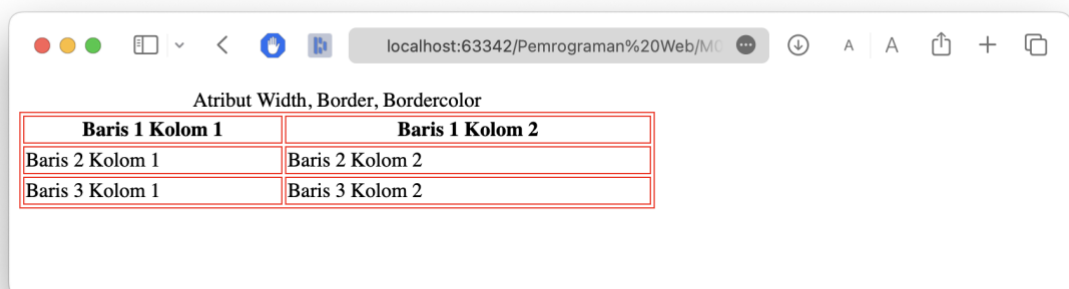 localhost:63342/Pemrograman%20Web/M0
A A
Atribut Width, Border, Bordercolor
Baris 1 Kolom 1 Baris 1 Kolom 2
Baris 2 Kolom 1 Baris 2 Kolom 2
Baris 3 Kolom 1 Baris 3 Kolom 2